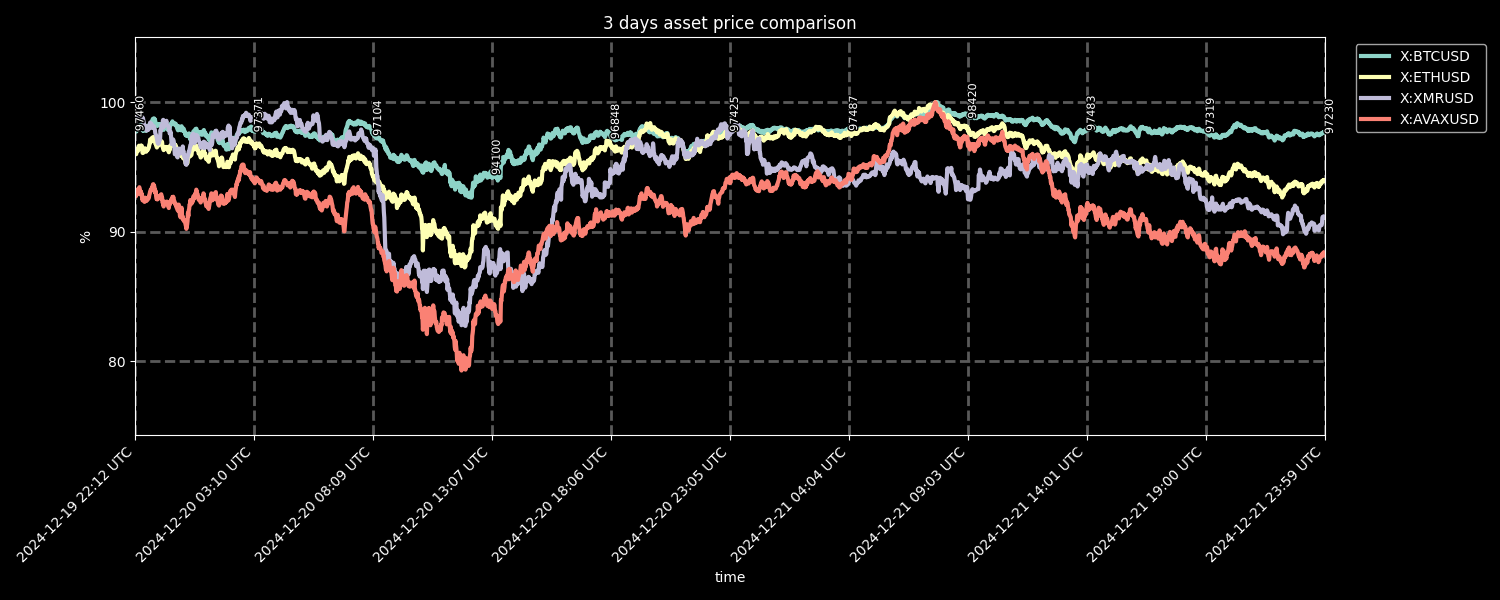 3 days asset price comparison
X:BTCUSD
X:ETHUSD
X:XMRUSD
X:AVAXUSD
100
90
80
%
97460
97371
97104
94100
96848
97425
97487
98420
97483
97319
97230
2024-12-19 22:12 UTC
2024-12-20 03:10 UTC
2024-12-20 08:09 UTC
2024-12-20 13:07 UTC
2024-12-20 18:06 UTC
2024-12-20 23:05 UTC
2024-12-21 04:04 UTC
2024-12-21 09:03 UTC
2024-12-21 14:01 UTC
2024-12-21 19:00 UTC
2024-12-21 23:59 UTC
time